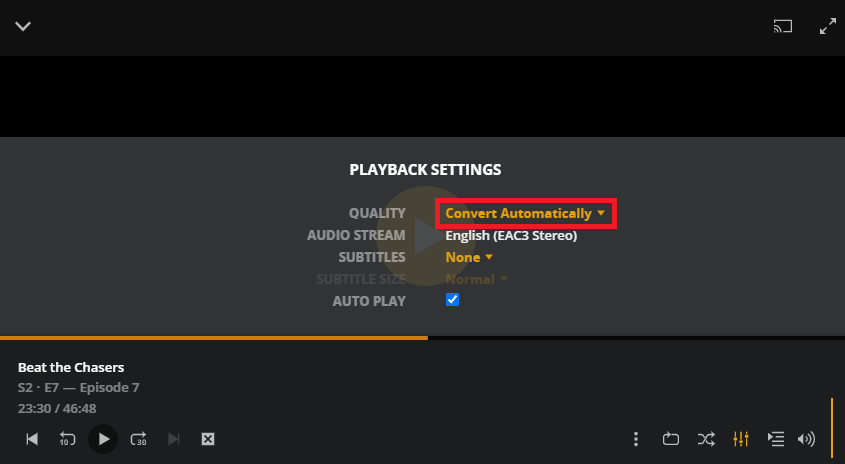 PLAYBACK SETTINGS
QUALITY Convert Automatically
AUDIO STREAM English (EAC3 Stereo)
SUBTITLES None
SUBTITLE SIZE Normal
AUTO PLAY
Beat the Chasers
S2 · E7 — Episode 7
23:30 / 46:48
10 30